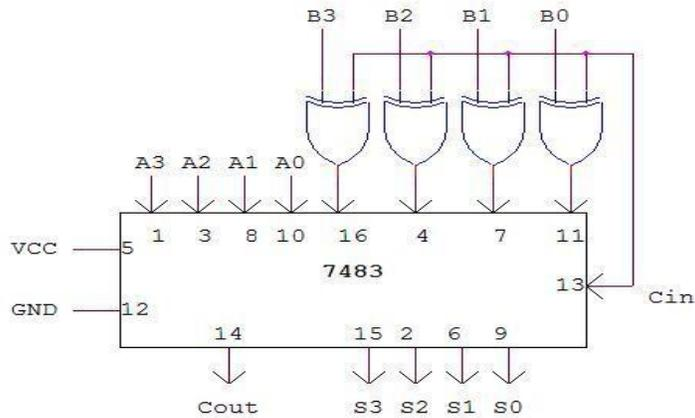 B3 B2 B1 B0
A3 A2 A1 A0
1 3 8 10 16 4 7 11
VCC 5
7483
13 Cin
GND 12
14 15 2 6 9
Cout S3 S2 S1 S0